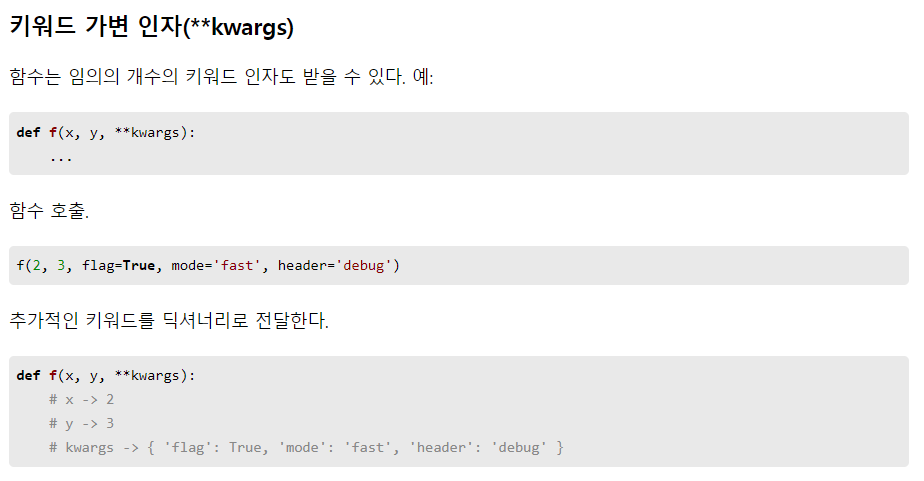 키워드 가변 인자(**kwargs)
함수는 임의의 개수의 키워드 인자도 받을 수 있다. 예:
def f(x, y, **kwargs):
    ...
함수 호출.
f(2, 3, flag=True, mode='fast', header='debug')
추가적인 키워드를 딕셔너리로 전달한다.
def f(x, y, **kwargs):
    # x -> 2
    # y -> 3
    # kwargs -> { 'flag': True, 'mode': 'fast', 'header': 'debug' }